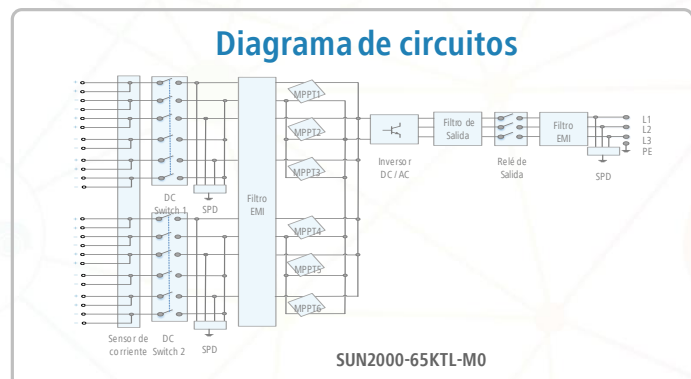 Diagrama de circuitos
MPPT1
MPPT2
MPPT3
MPPT4
MPPT5
MPPT6
DC
Switch 1
SPD
Filtro
EMI
Inversor
DC / AC
Filtro de
Salida
Relé de
Salida
Filtro
EMI
SPD
L1
L2
L3
PE
Sensor de
corriente
DC
Switch 2
SPD
SUN2000-65KTL-M0